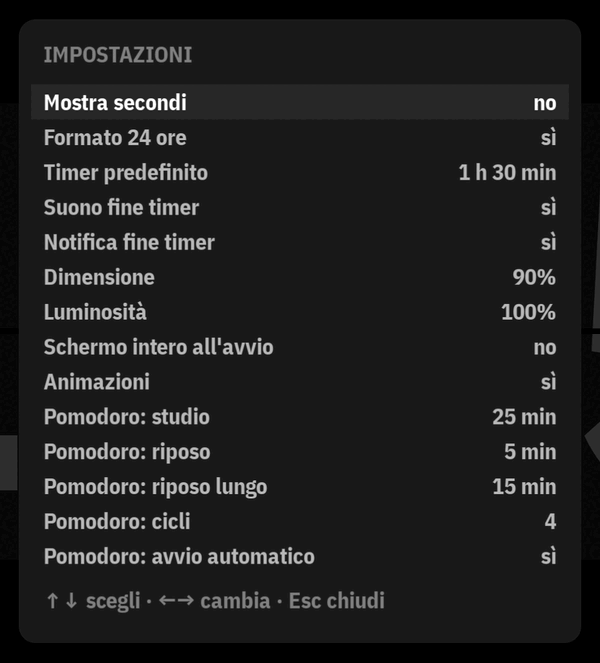 IMPOSTAZIONI
Mostra secondi no
Formato 24 ore sì
Timer predefinito 1 h 30 min
Suono fine timer sì
Notifica fine timer sì
Dimensione 90%
Luminosità 100%
Schermo intero all'avvio no
Animazioni sì
Pomodoro: studio 25 min
Pomodoro: riposo 5 min
Pomodoro: riposo lungo 15 min
Pomodoro: cicli 4
Pomodoro: avvio automatico sì
↑↓ scegli · ←→ cambia · Esc chiudi